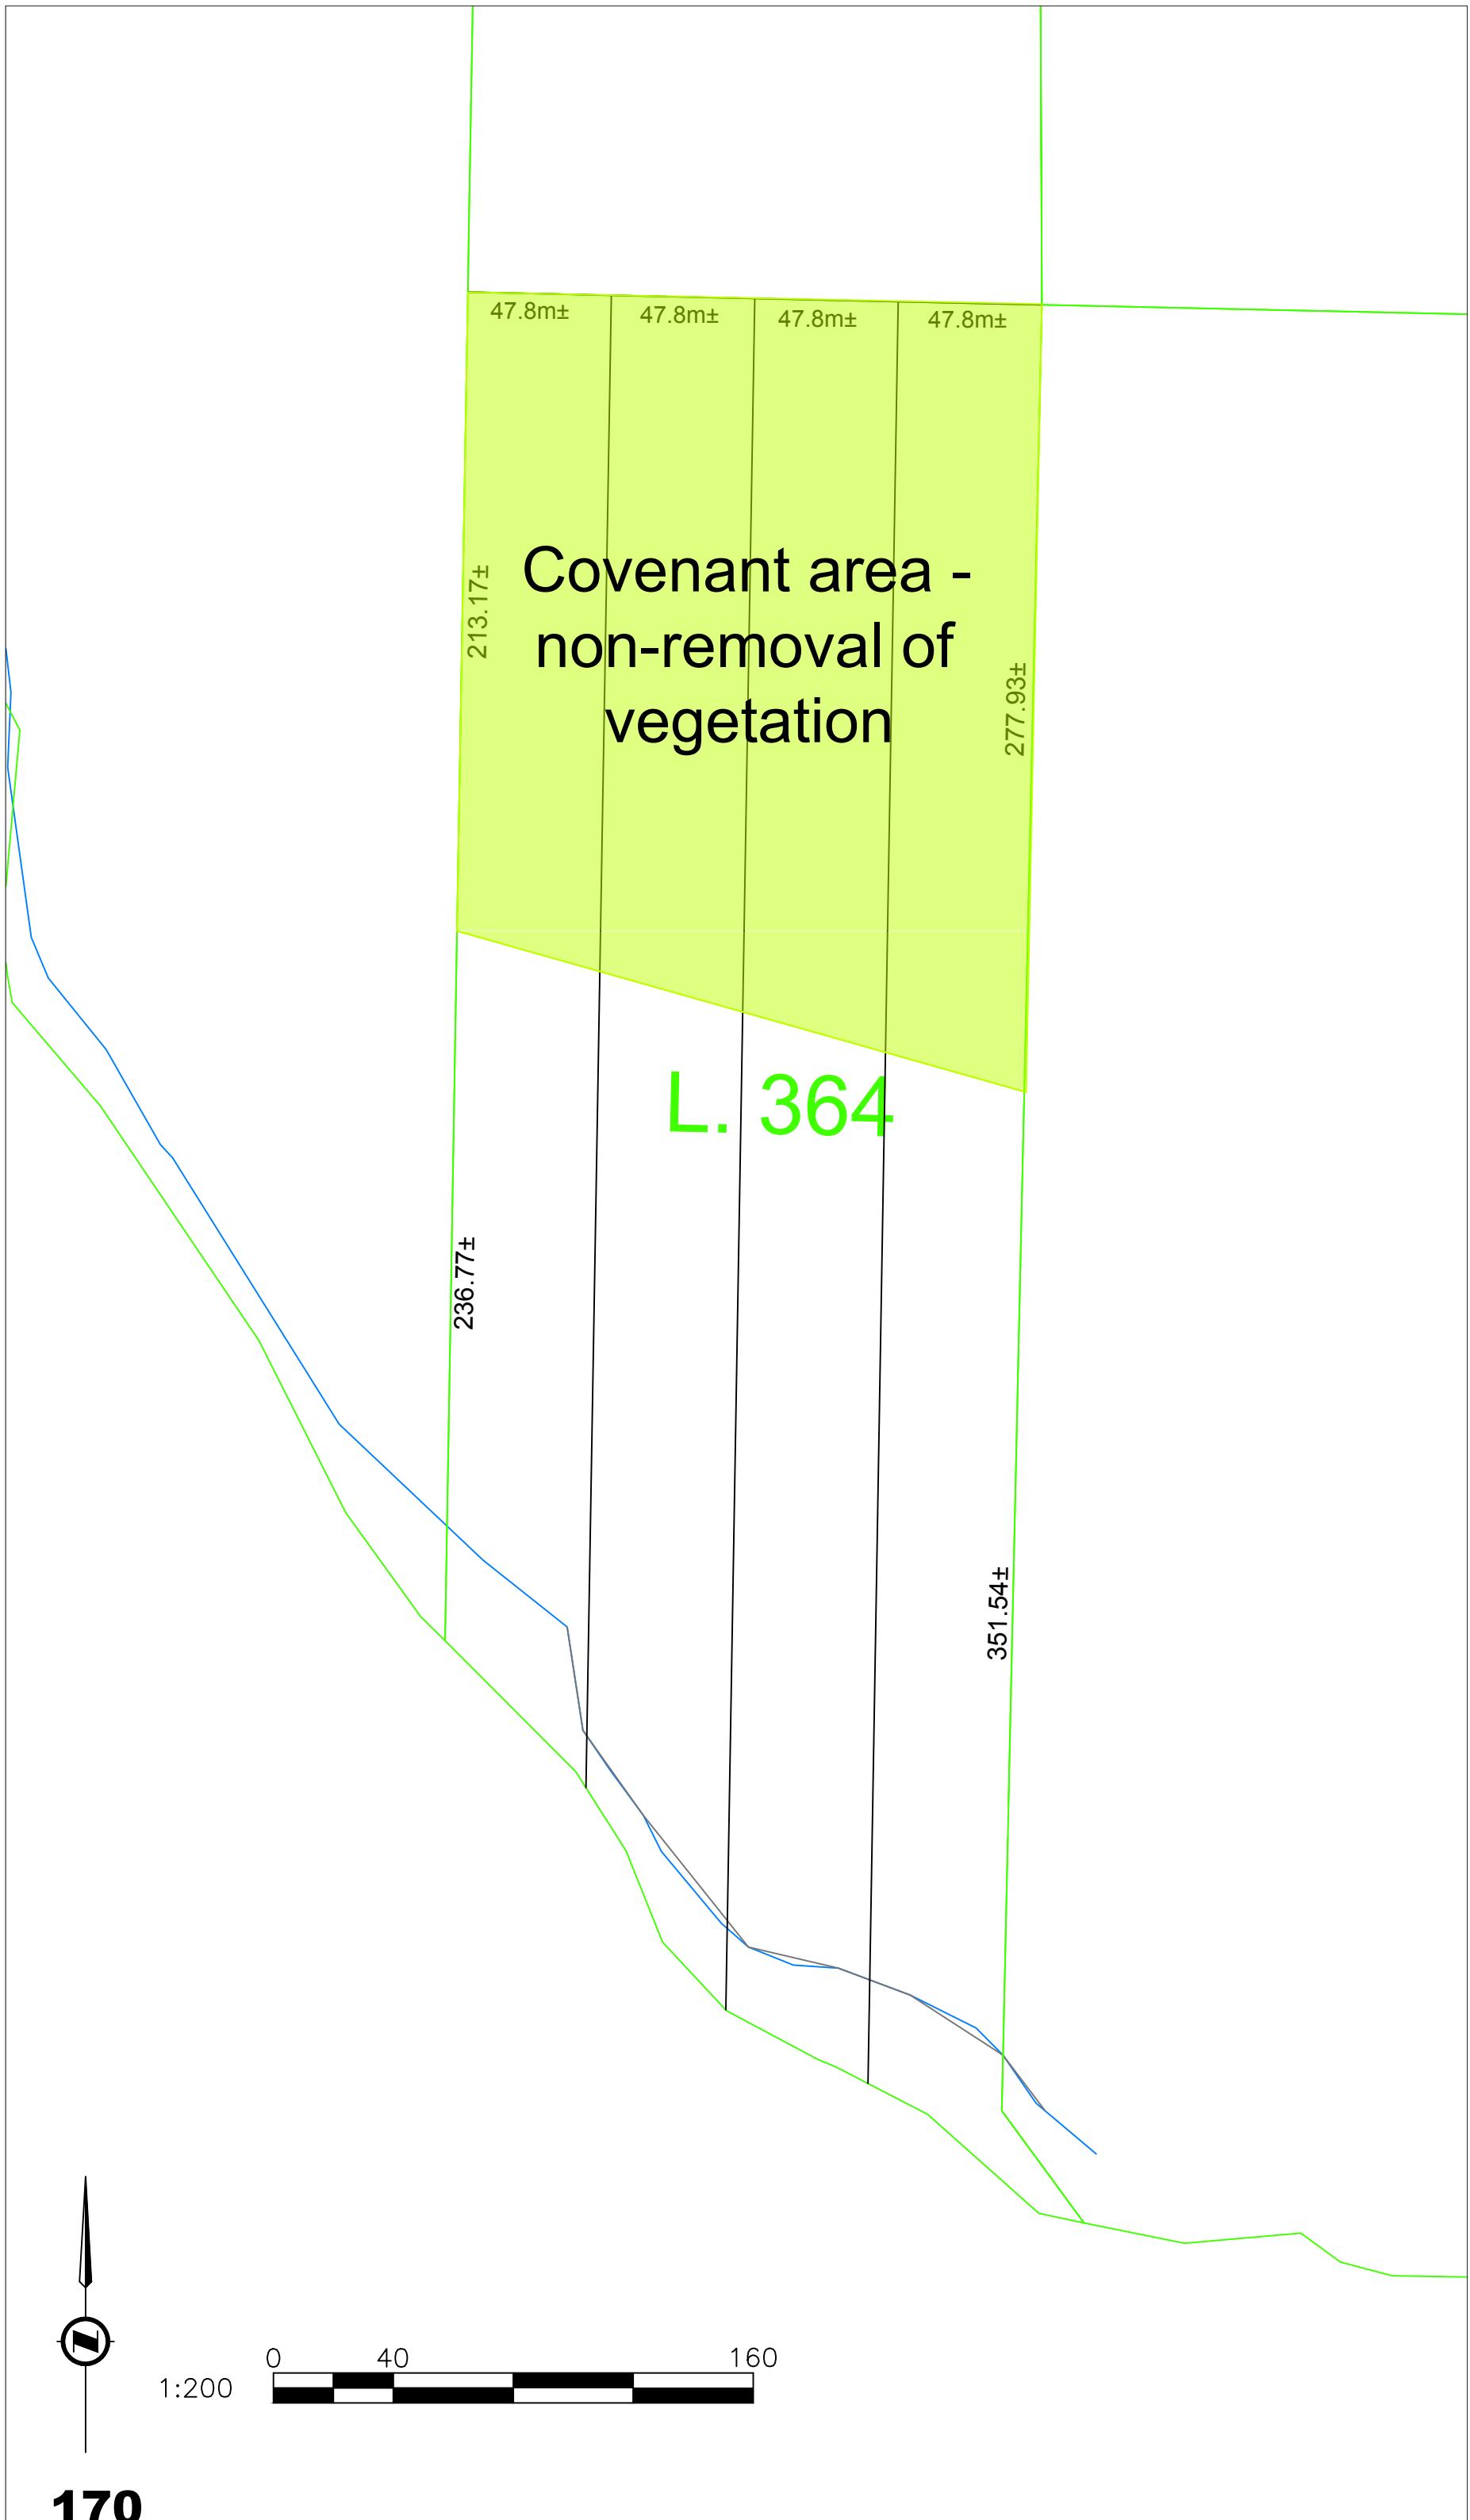 47.8m± 47.8m± 47.8m± 47.8m±
213.17±
Covenant area -
non-removal of
vegetation
277.93±
L. 364
236.77±
351.54±
0 40 160
1:200
170